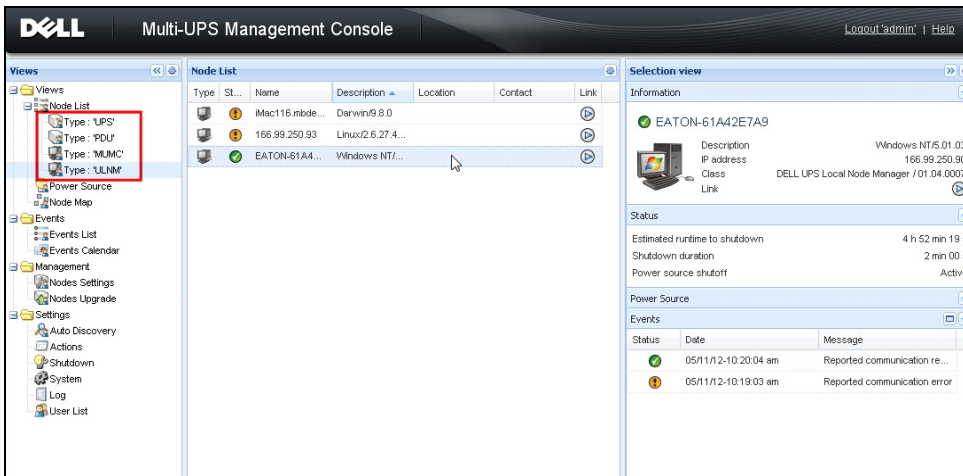 DELL
Multi-UPS Management Console
Logout 'admin' | Help
Views
Views
Node List
Type : 'UPS'
Type : 'PDU'
Type : 'MUMC'
Type : 'ULNM'
Power Source
Node Map
Events
Events List
Events Calendar
Management
Nodes Settings
Nodes Upgrade
Settings
Auto Discovery
Actions
Shutdown
System
Log
User List
Node List
Type St... Name Description Location Contact Link
iMac116.mbde... Darwin/9.8.0
166.99.250.93 Linux/2.6.27.4...
EATON-61A4... Windows NT/...
Selection view
Information
EATON-61A42E7A9
Description Windows NT/5.01.03
IP address 166.99.250.90
Class DELL UPS Local Node Manager / 01.04.0007
Link
Status
Estimated runtime to shutdown 4 h 52 min 19
Shutdown duration 2 min 00
Power source shutoff Active
Power Source
Events
Status Date Message
05/11/12-10:20:04 am Reported communication re...
05/11/12-10:19:03 am Reported communication error